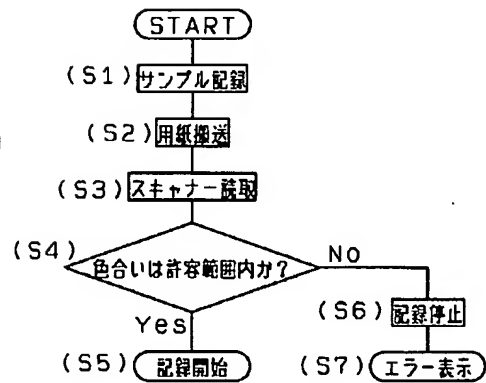 START
(S1) サンプル記録
(S2) 用紙搬送
(S3) スキャナー読取
(S4) 色合いは許容範囲内か?
No
Yes
(S6) 記録停止
(S5) 記録開始
(S7) エラー表示